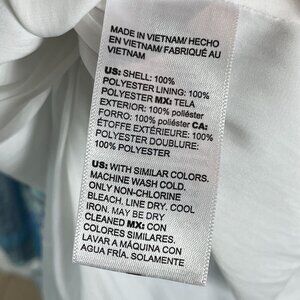 MADE IN VIETNAM/ HECHO
EN VIETNAM/ FABRIQUÉ AU
VIETNAM
US: SHELL: 100%
POLYESTER LINING: 100%
POLYESTER MX: TELA
EXTERIOR: 100% poliéster
FORRO: 100% poliéster CA:
ÉTOFFE EXTÉRIEURE: 100%
POLYESTER DOUBLURE:
100% POLYESTER
US: WITH SIMILAR COLORS.
MACHINE WASH COLD.
ONLY NON-CHLORINE
BLEACH. LINE DRY. COOL
IRON. MAY BE DRY
CLEANED MX: CON
COLORES SIMILARES.
LAVAR A MÁQUINA CON
AGUA FRÍA. SOLAMENTE